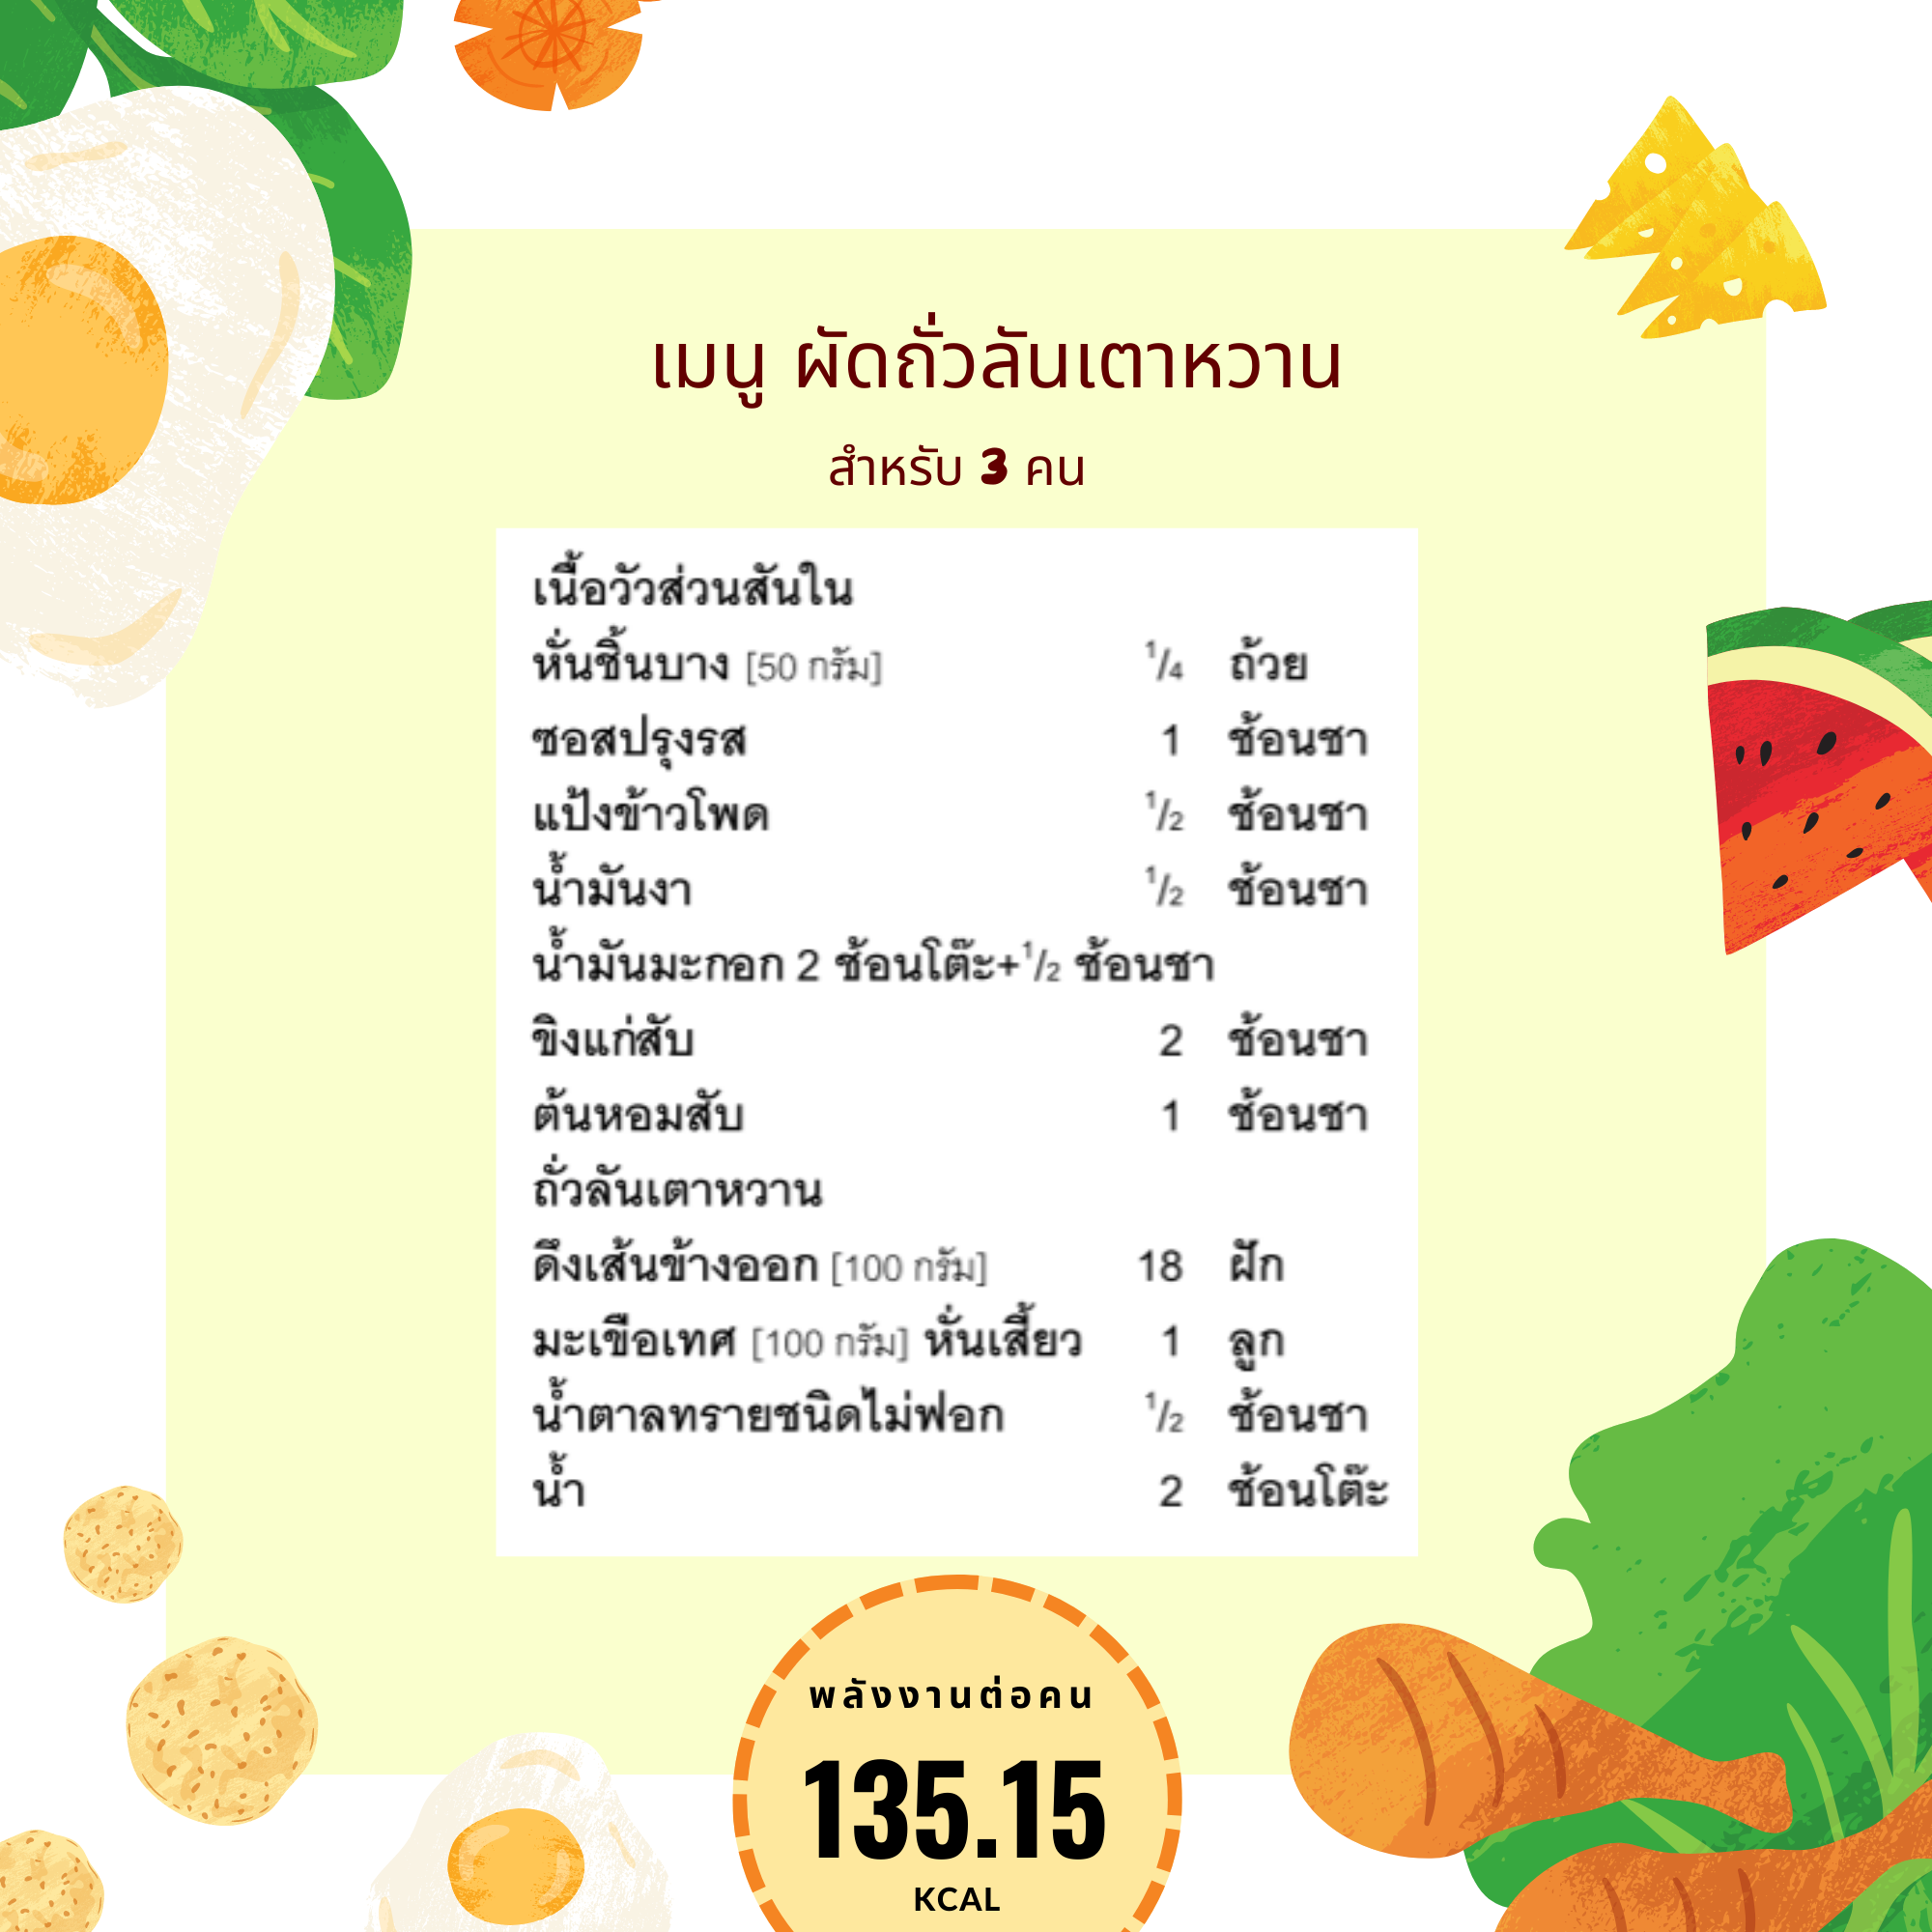 เมนู ผัดถั่วลันเตาหวาน
สำหรับ 3 คน
เนื้อวัวส่วนสันใน
หั่นชิ้นบาง [50 กรัม] 1/4 ถ้วย
ซอสปรุงรส 1 ช้อนชา
แป้งข้าวโพด 1/2 ช้อนชา
น้ำมันงา 1/2 ช้อนชา
น้ำมันมะกอก 2 ช้อนโต๊ะ+1/2 ช้อนชา
ขิงแก่สับ 2 ช้อนชา
ต้นหอมสับ 1 ช้อนชา
ถั่วลันเตาหวาน
ดึงเส้นข้างออก [100 กรัม] 18 ฝัก
มะเขือเทศ [100 กรัม] หั่นเสี้ยว 1 ลูก
น้ำตาลทรายชนิดไม่ฟอก 1/2 ช้อนชา
น้ำ 2 ช้อนโต๊ะ
พลังงานต่อคน
135.15
KCAL